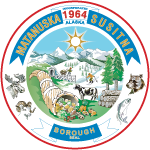 INCORPORATED
1964
ALASKA
MATANUSKA SUSITNA
BOROUGH
SEAL